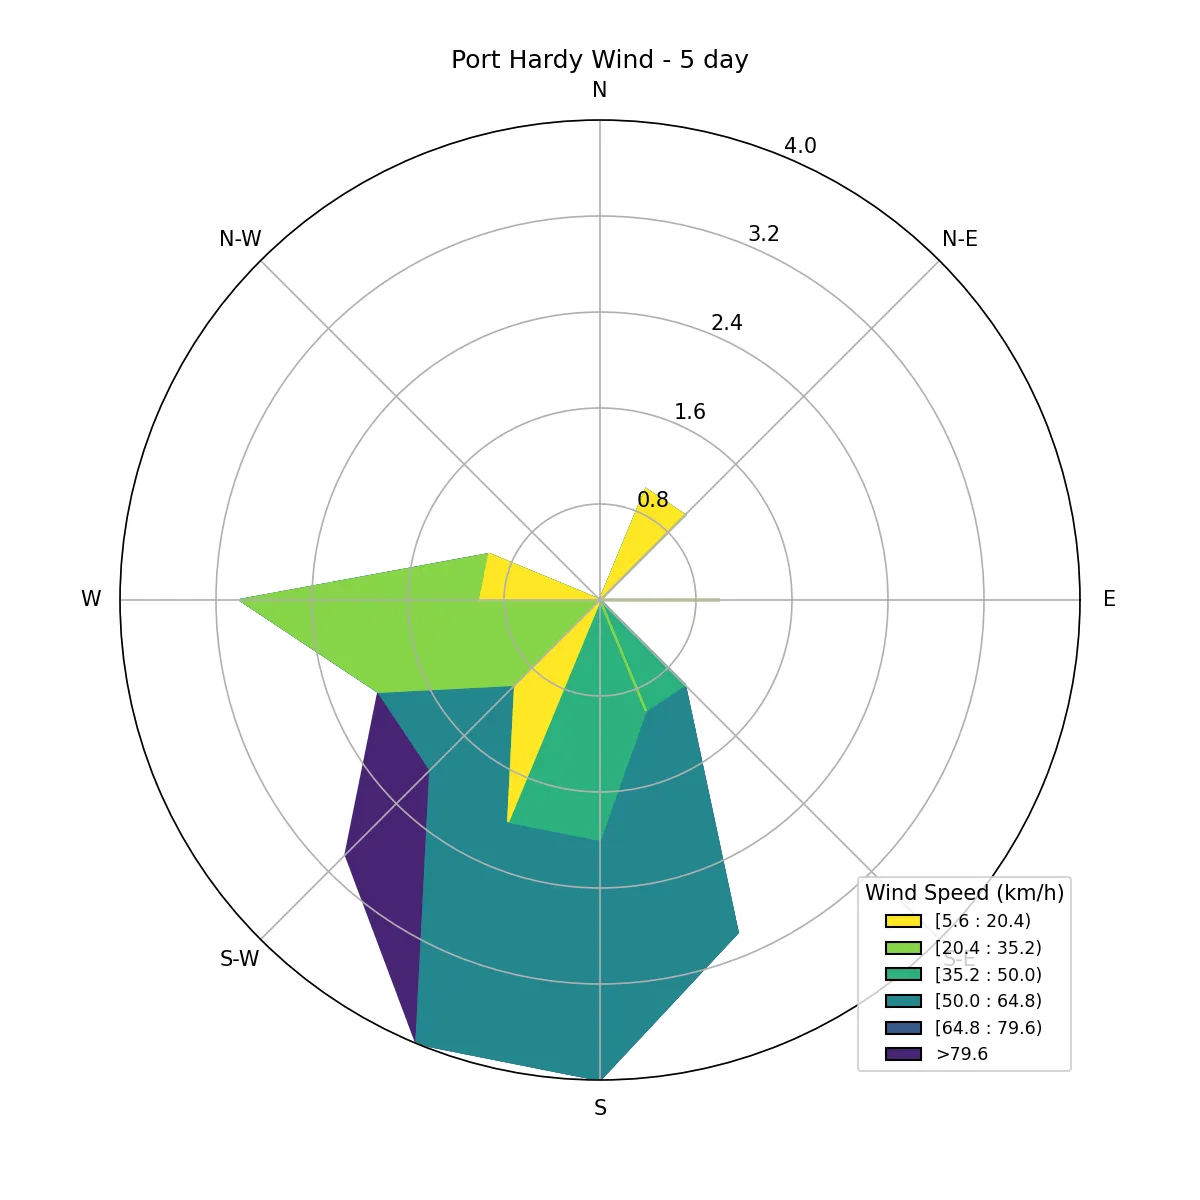 Port Hardy Wind - 5 day
N
4.0
3.2
N-W
N-E
2.4
1.6
0.8
W
E
Wind Speed (km/h)
[5.6 : 20.4)
[20.4 : 35.2)
S-W
S-E
[35.2 : 50.0)
[50.0 : 64.8)
[64.8 : 79.6)
>79.6
S